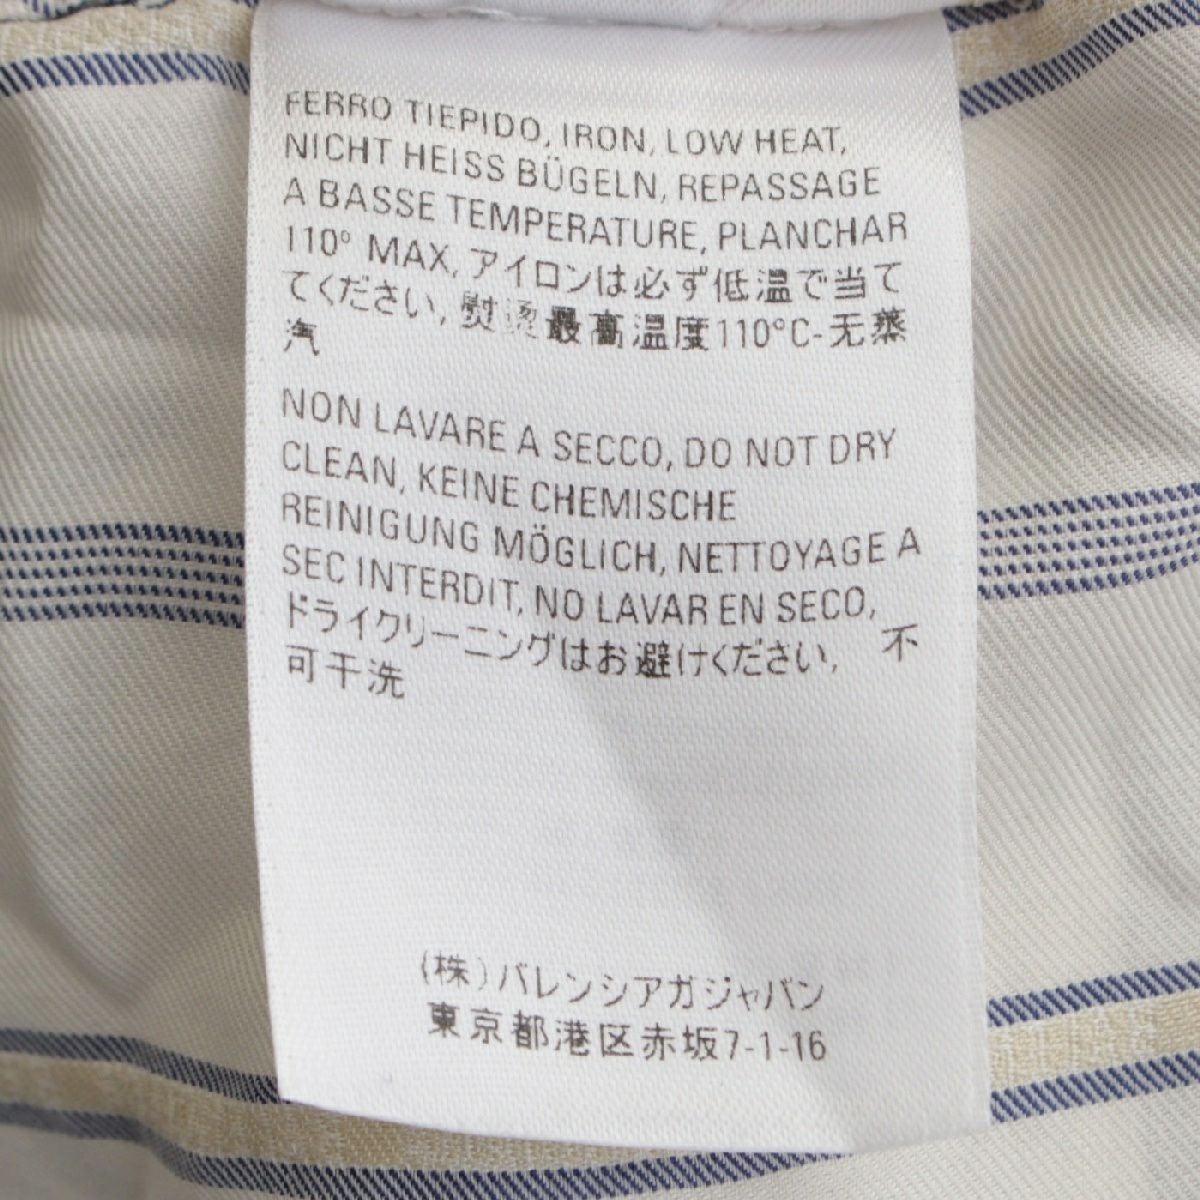 FERRO TIEPIDO, IRON, LOW HEAT,
NICHT HEISS BÜGELN, REPASSAGE
A BASSE TEMPERATURE, PLANCHAR
110° MAX, アイロンは必ず低温で当て
てください, 熨烫最高温度110°C-无蒸
汽
NON LAVARE A SECCO, DO NOT DRY
CLEAN, KEINE CHEMISCHE
REINIGUNG MÖGLICH, NETTOYAGE A
SEC INTERDIT, NO LAVAR EN SECO,
ドライクリーニングはお避けください, 不
可干洗
(株)バレンシアガジャパン
東京都港区赤坂7-1-16